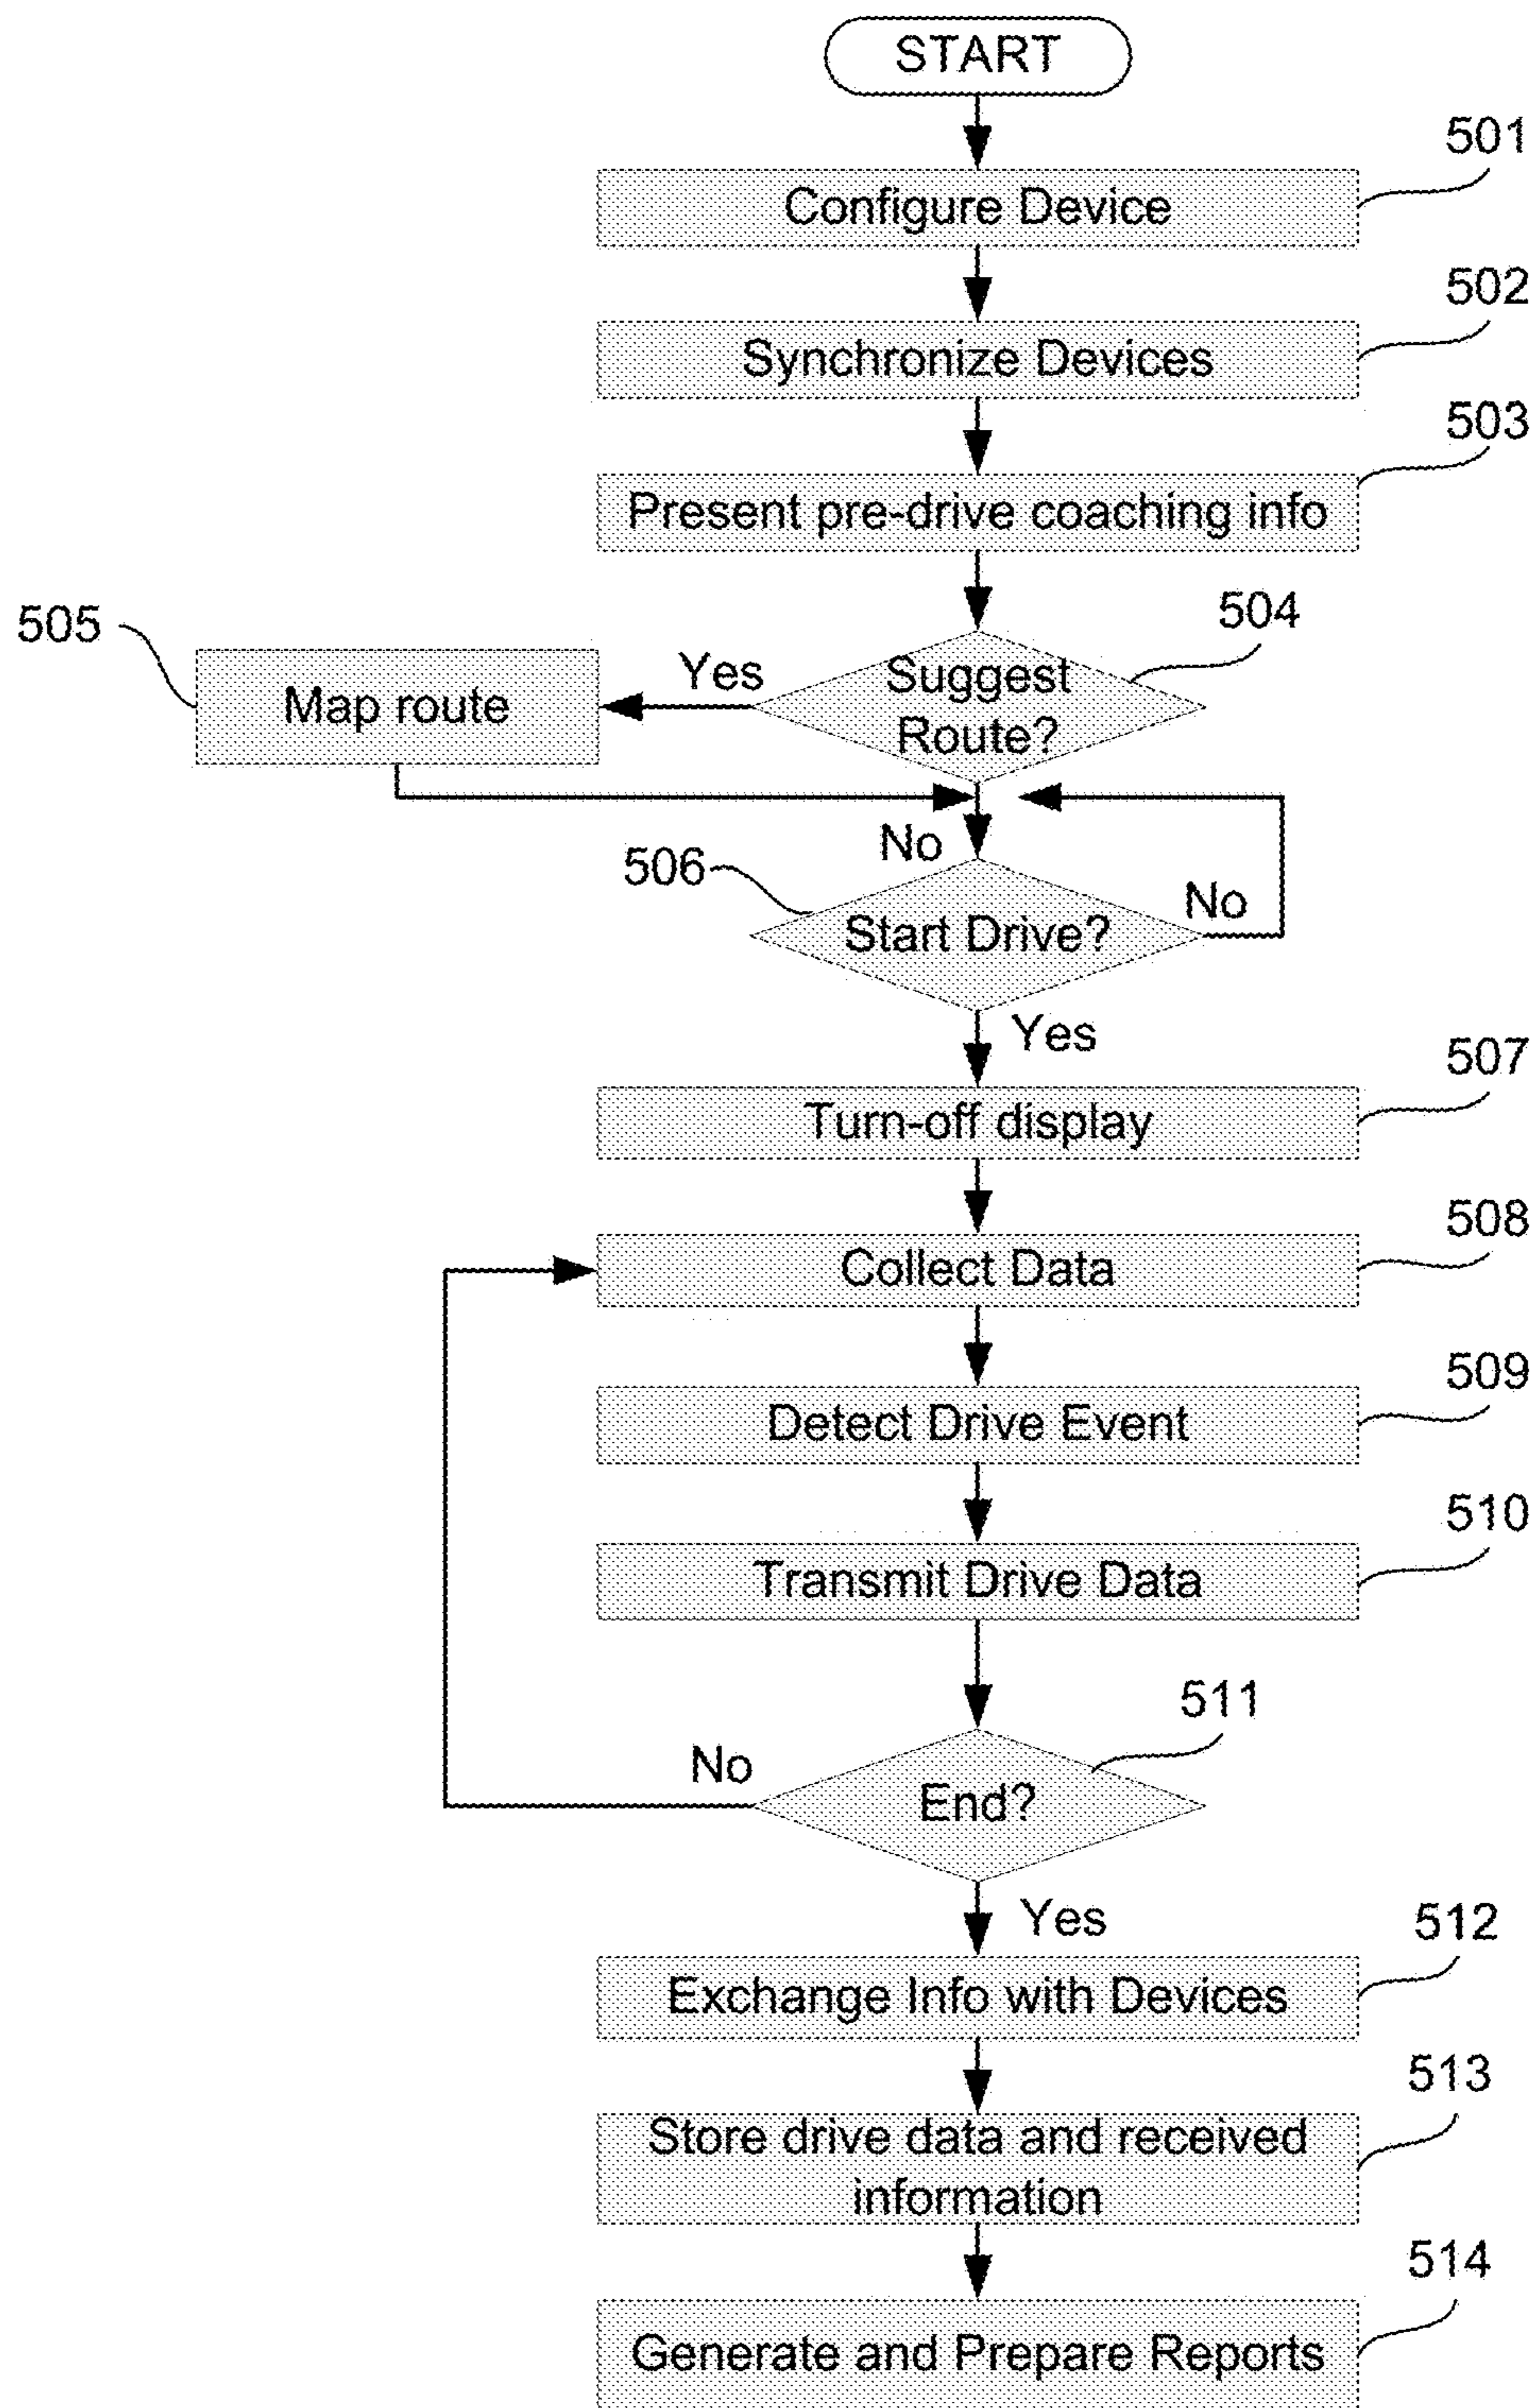 START
501
Configure Device
502
Synchronize Devices
503
Present pre-drive coaching info
504
505
Yes
Suggest
Route?
Map route
No
506
No
Start Drive?
Yes
507
Turn-off display
508
Collect Data
509
Detect Drive Event
510
Transmit Drive Data
511
No
End?
Yes
512
Exchange Info with Devices
513
Store drive data and received
information
514
Generate and Prepare Reports